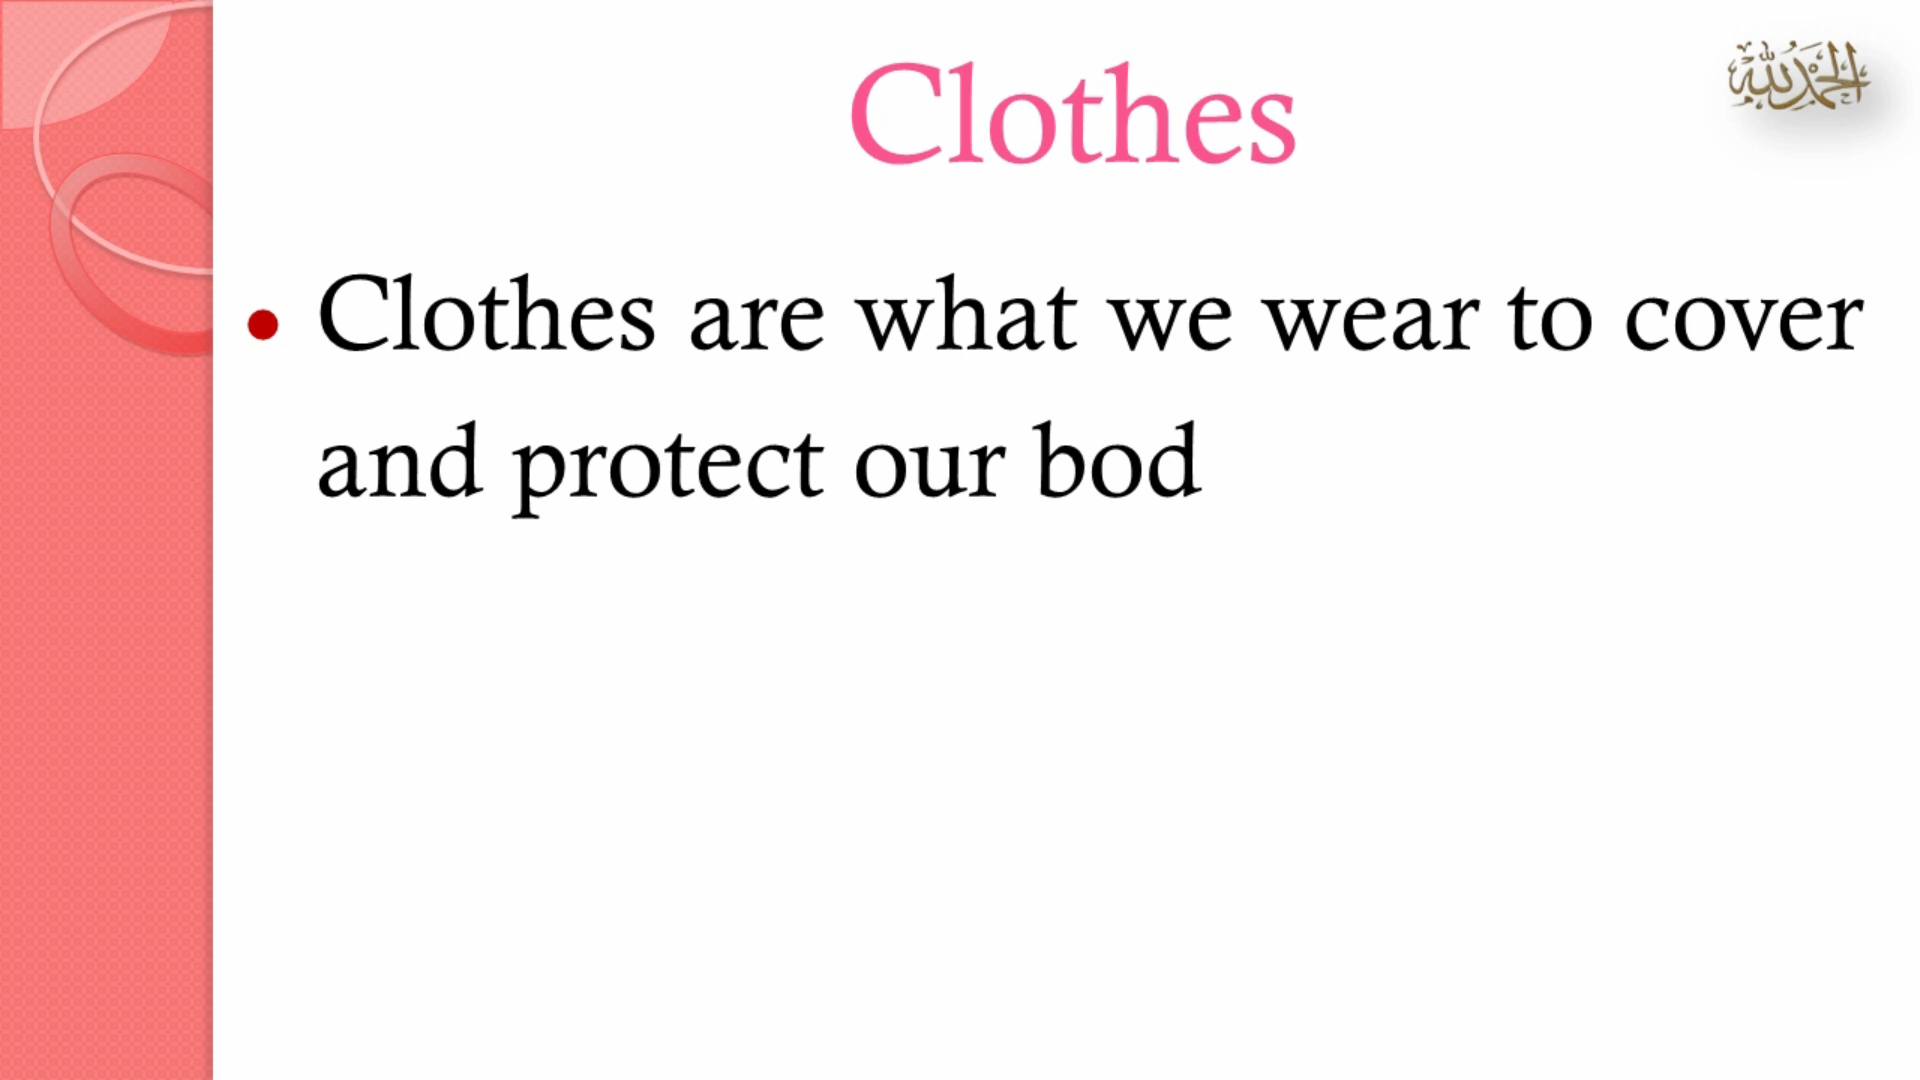 Clothes
الحمد لله
• Clothes are what we wear to cover
and protect our bod